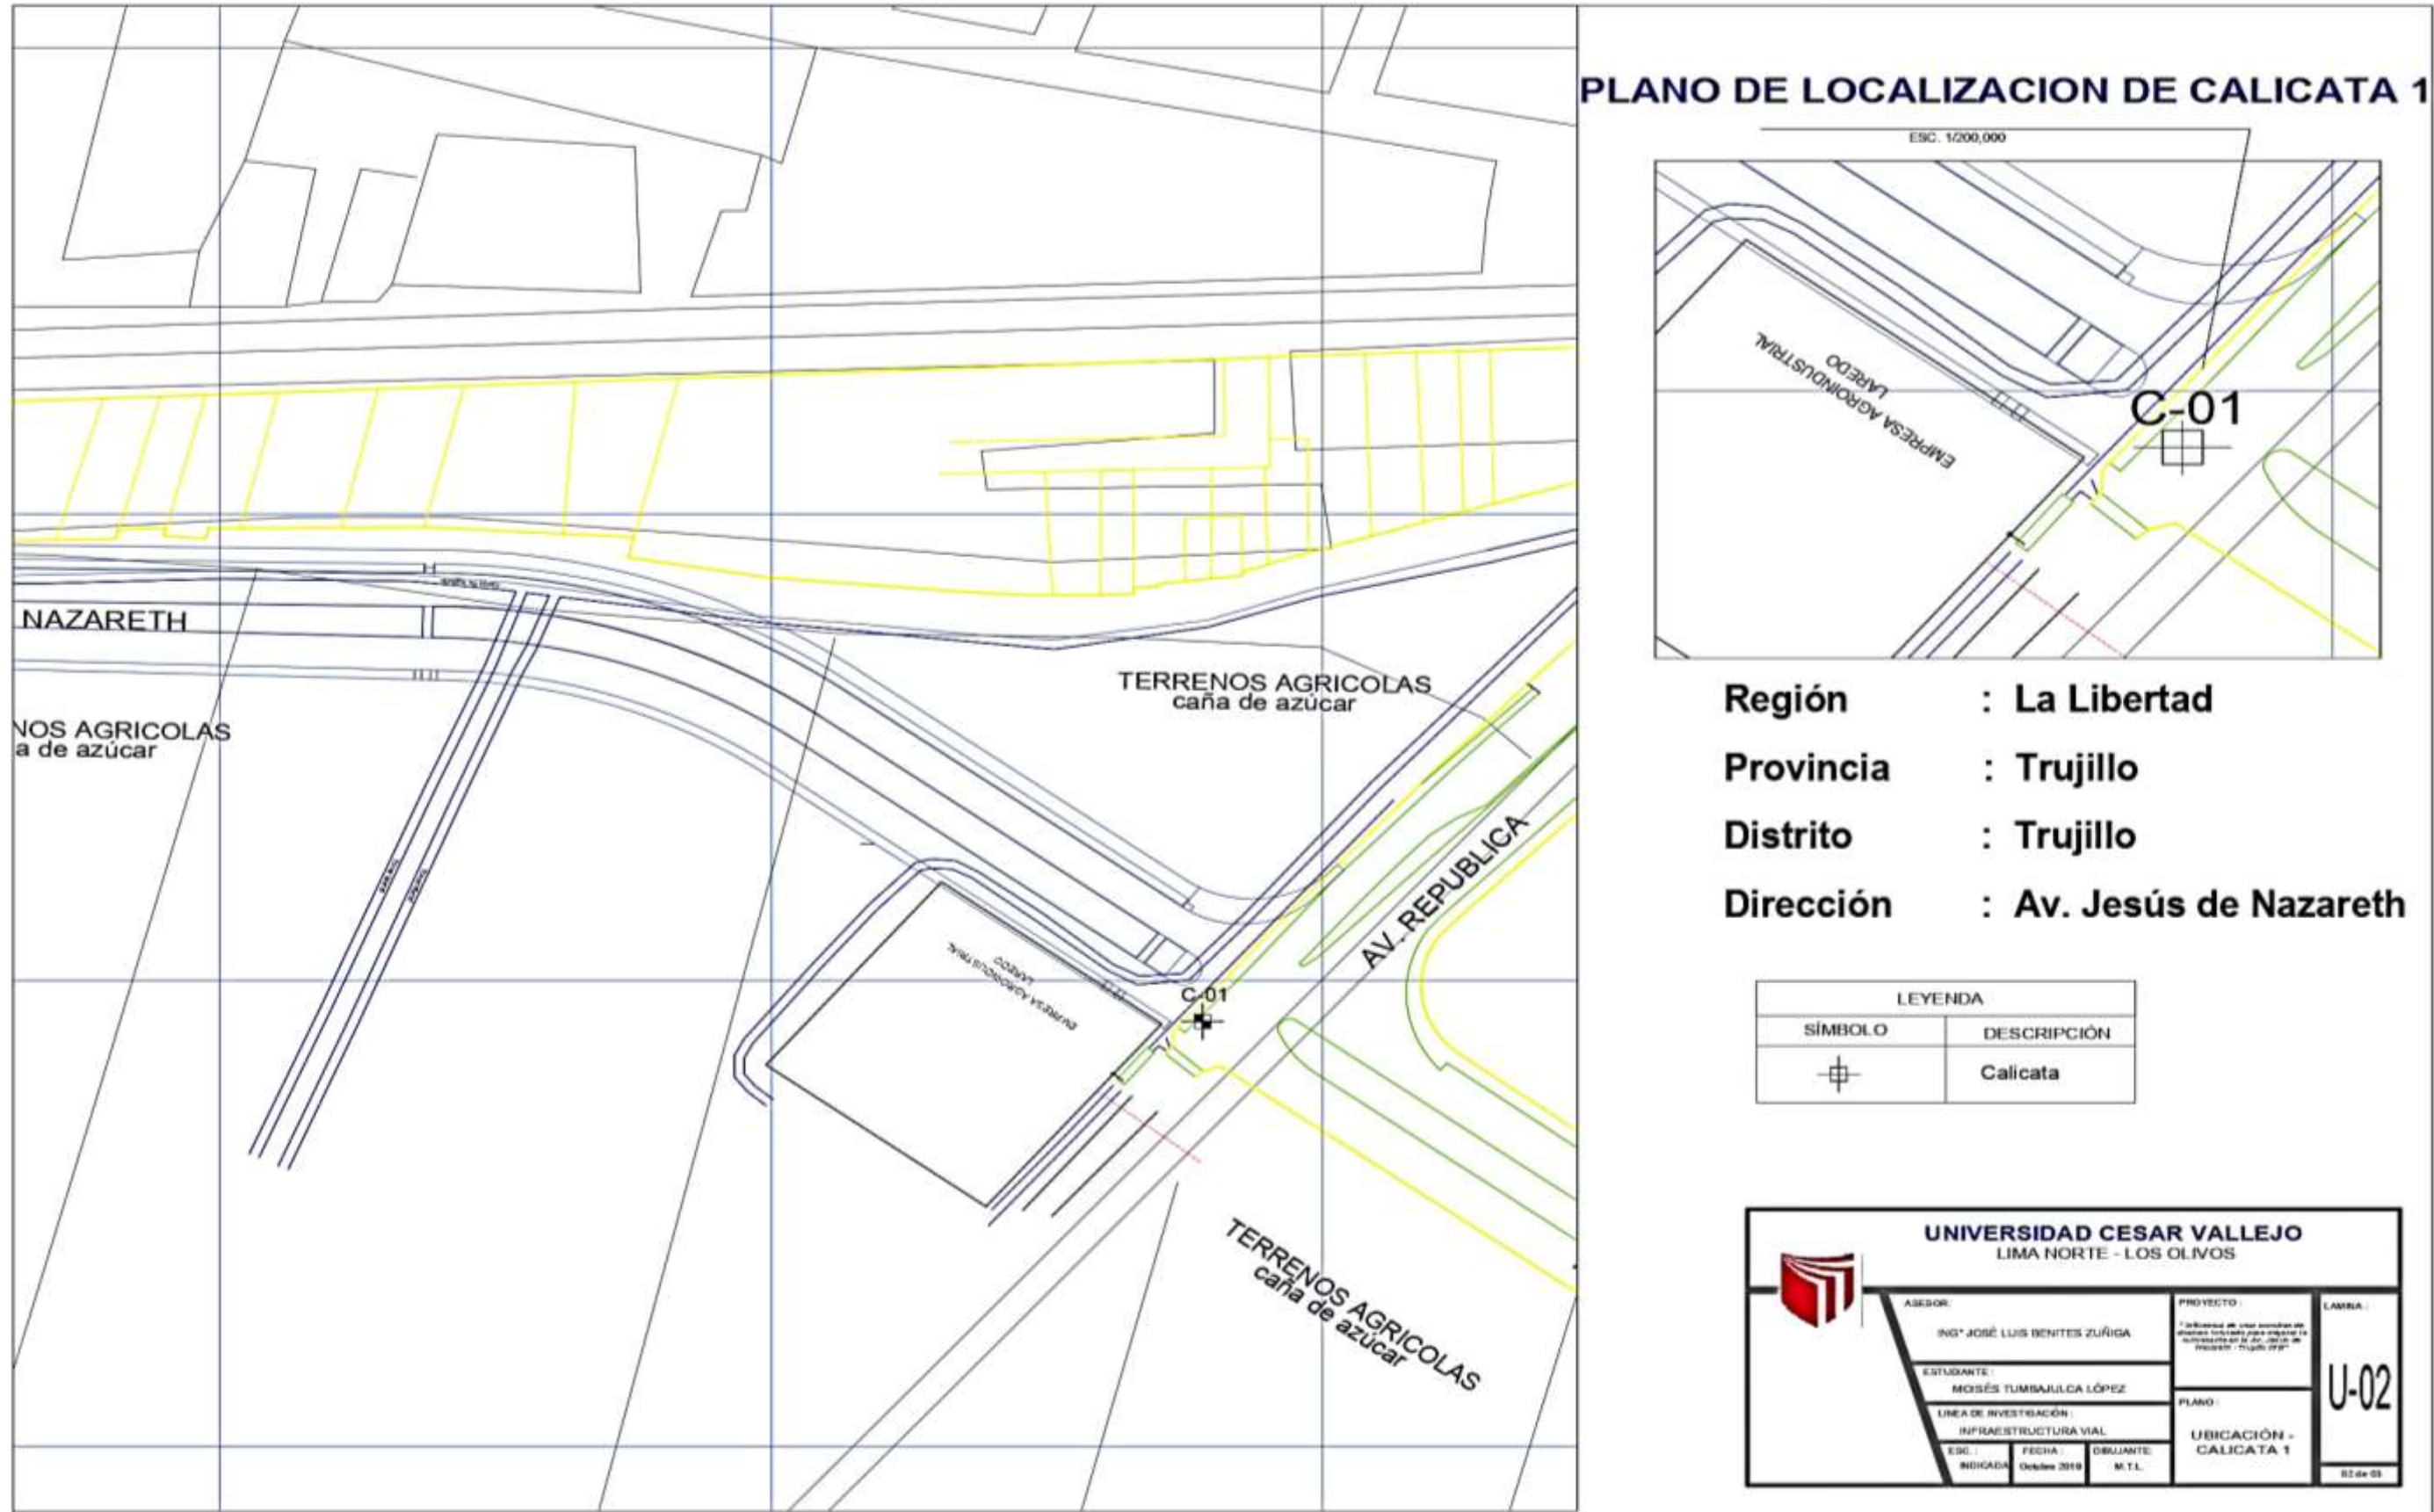 PLANO DE LOCALIZACION DE CALICATA 1
ESC. 1/200,000
EMPRESA AGROINDUSTRIAL
LAREDO
C-01
NAZARETH
NOS AGRICOLAS
a de azúcar
TERRENOS AGRICOLAS
caña de azúcar
AV. REPUBLICA
EMPRESA AGROINDUSTRIAL
LAREDO
C-01
TERRENOS AGRICOLAS
caña de azúcar
Región : La Libertad
Provincia : Trujillo
Distrito : Trujillo
Dirección : Av. Jesús de Nazareth
LEYENDA
SÍMBOLO DESCRIPCIÓN
Calicata
UNIVERSIDAD CESAR VALLEJO
LIMA NORTE - LOS OLIVOS
ASESOR:
ING° JOSÉ LUIS BENITES ZUÑIGA
ESTUDIANTE :
MOISÉS TUMBAJULCA LÓPEZ
LINEA DE INVESTIGACIÓN :
INFRAESTRUCTURA VIAL
ESC. :
INDICADA
FECHA :
Octubre 2019
DIBUJANTE:
M.T.L.
PROYECTO :
PLANO :
UBICACIÓN -
CALICATA 1
LAMINA :
U-02
02 de 03